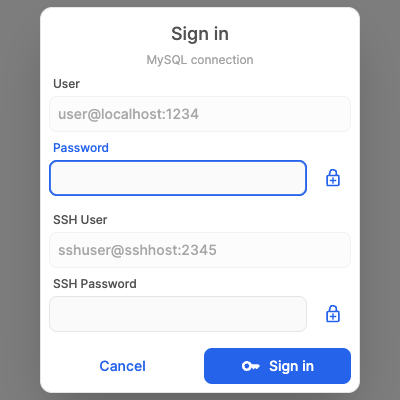 Sign in
MySQL connection
User
user@localhost:1234
Password
SSH User
sshuser@sshhost:2345
SSH Password
Cancel
Sign in